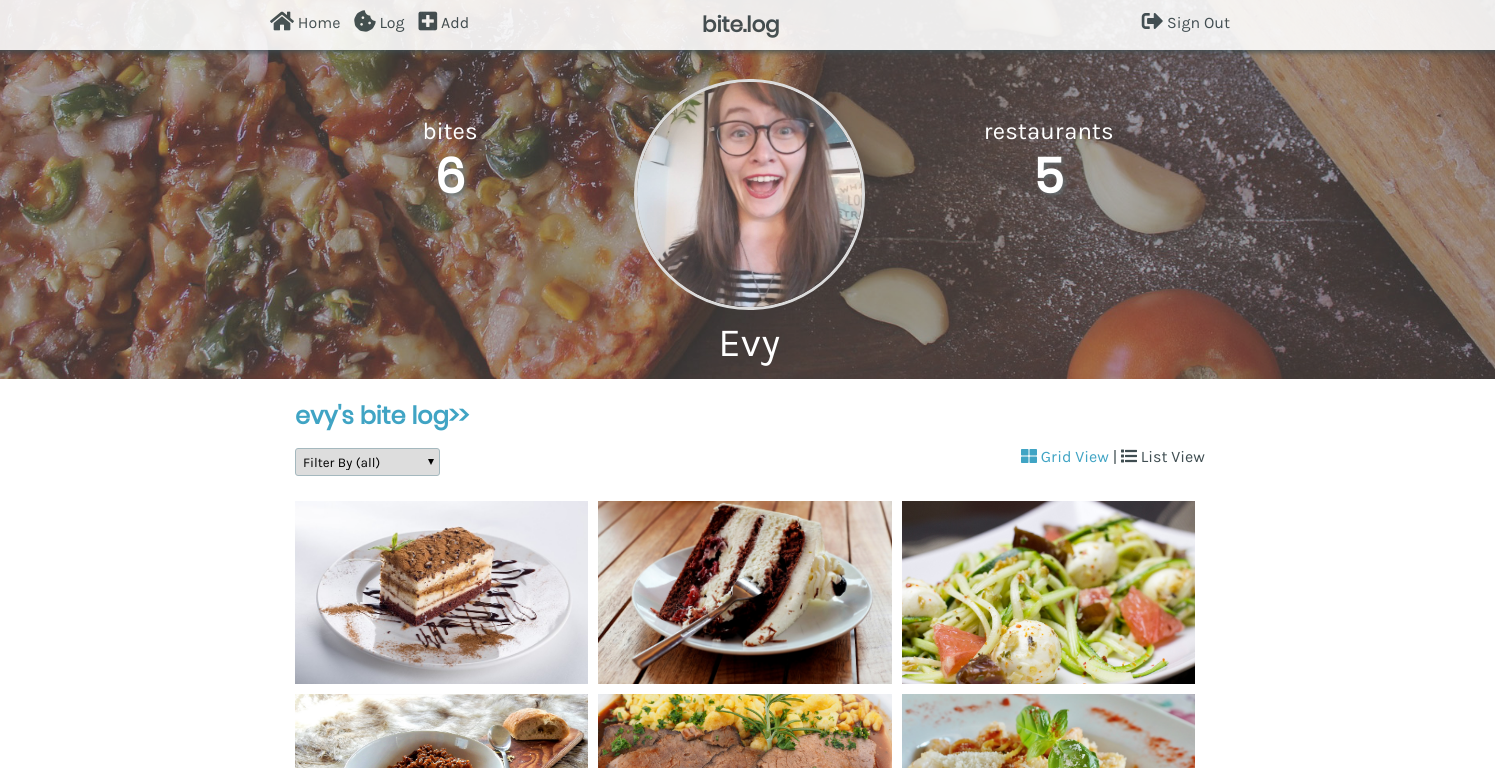 Home Log Add bite.log Sign Out
bites restaurants
6 5
Evy
evy's bite log>>
Filter By (all) Grid View | List View